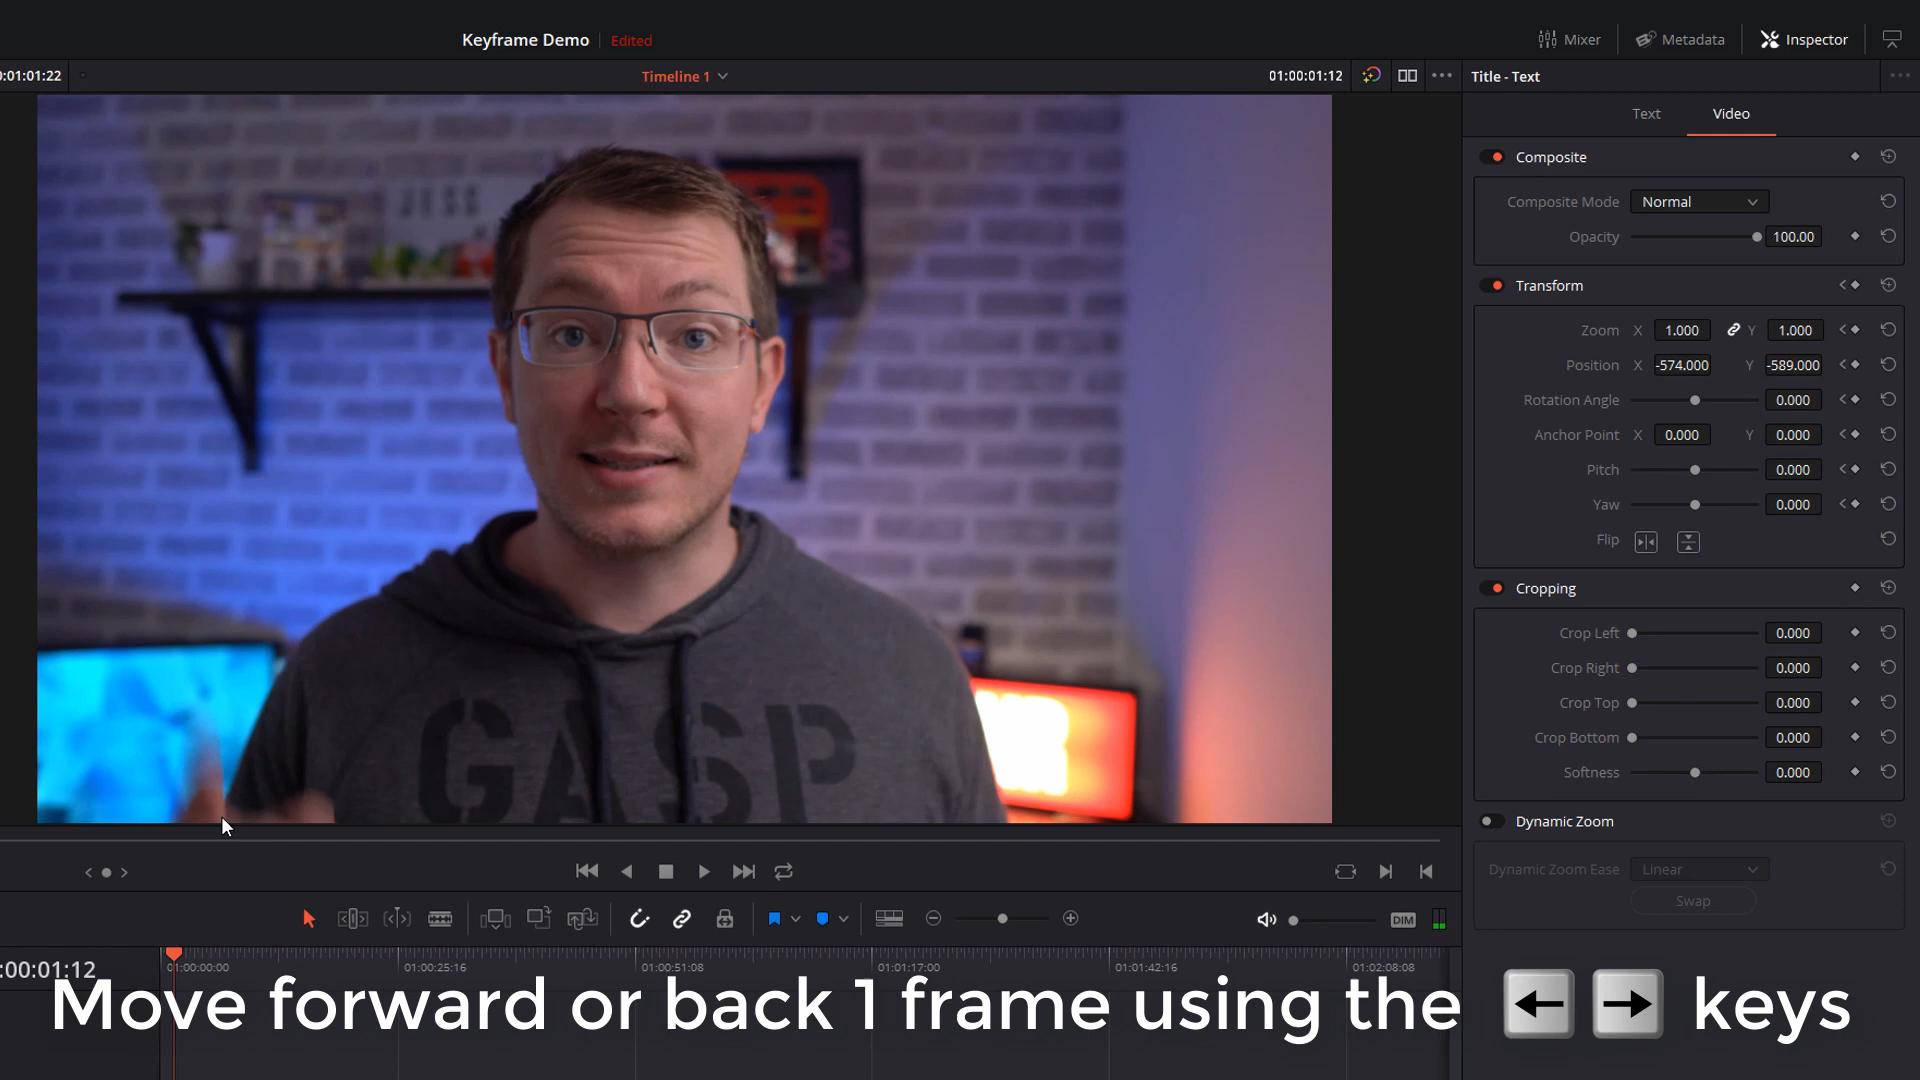 Keyframe Demo
Edited
Mixer
Metadata
Inspector
:01:01:22
Timeline 1
01:00:01:12
Title - Text
Text
Video
Composite
Composite Mode
Normal
Opacity
100.00
Transform
Zoom X 1.000 Y 1.000
Position X -574.000 Y -589.000
Rotation Angle 0.000
Anchor Point X 0.000 Y 0.000
Pitch 0.000
Yaw 0.000
Flip
Cropping
Crop Left 0.000
Crop Right 0.000
Crop Top 0.000
Crop Bottom 0.000
Softness 0.000
Dynamic Zoom
Dynamic Zoom Ease Linear
Swap
JESS
GASP
DIM
:00:01:12
01:00:00:00
01:00:25:16
01:00:51:08
01:01:17:00
01:01:42:16
01:02:08:08
Move forward or back 1 frame using the ← → keys